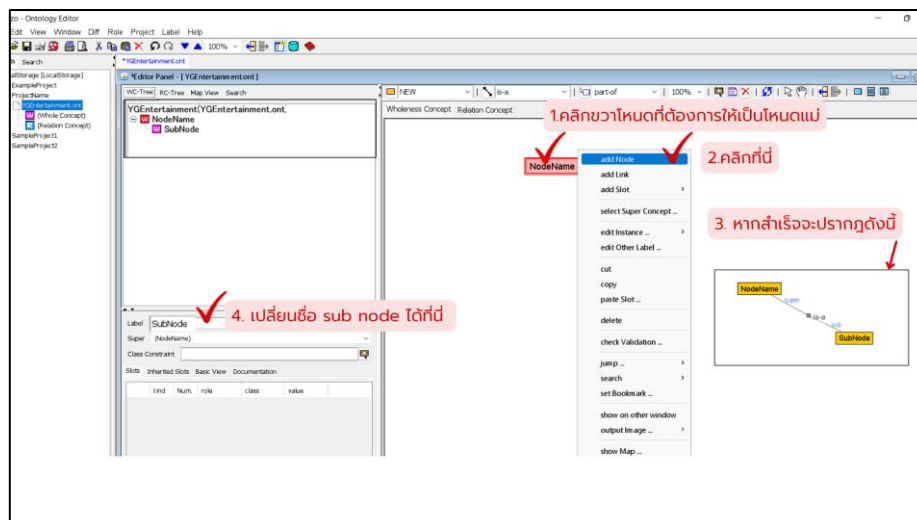 zo - Ontology Editor
Edit View Window Diff Role Project Label Help
100%
Search
*YGEntertainment.ont
alStorage [LocalStorage]
ExampleProject
ProjectName
YGEntertainment.ont
(Whole Concept)
(Relation Concept)
SampleProject1
SampleProject2
*Editor Panel - [ YGEntertainment.ont ]
WC-Tree RC-Tree Map View Search
YGEntertainment(YGEntertainment.ont,
NodeName
SubNode
NEW is-a part-of 100%
Wholeness Concept Relation Concept
1.คลิกขวาโหนดที่ต้องการให้เป็นโหนดแม่
NodeName
2.คลิกที่นี่
add Node
add Link
add Slot
select Super Concept ...
edit Instance ...
edit Other Label ...
cut
copy
paste Slot ...
delete
check Validation ...
jump ...
search
set Bookmark ...
show on other window
output Image ...
show Map ...
3. หากสำเร็จจะปรากฎดังนี้
NodeName
super
is-a
sub
SubNode
4. เปลี่ยนชื่อ sub node ได้ที่นี่
Label SubNode
Super (NodeName)
Class Constraint
Slots Inherited Slots Basic View Documentation
Kind Num. role class value